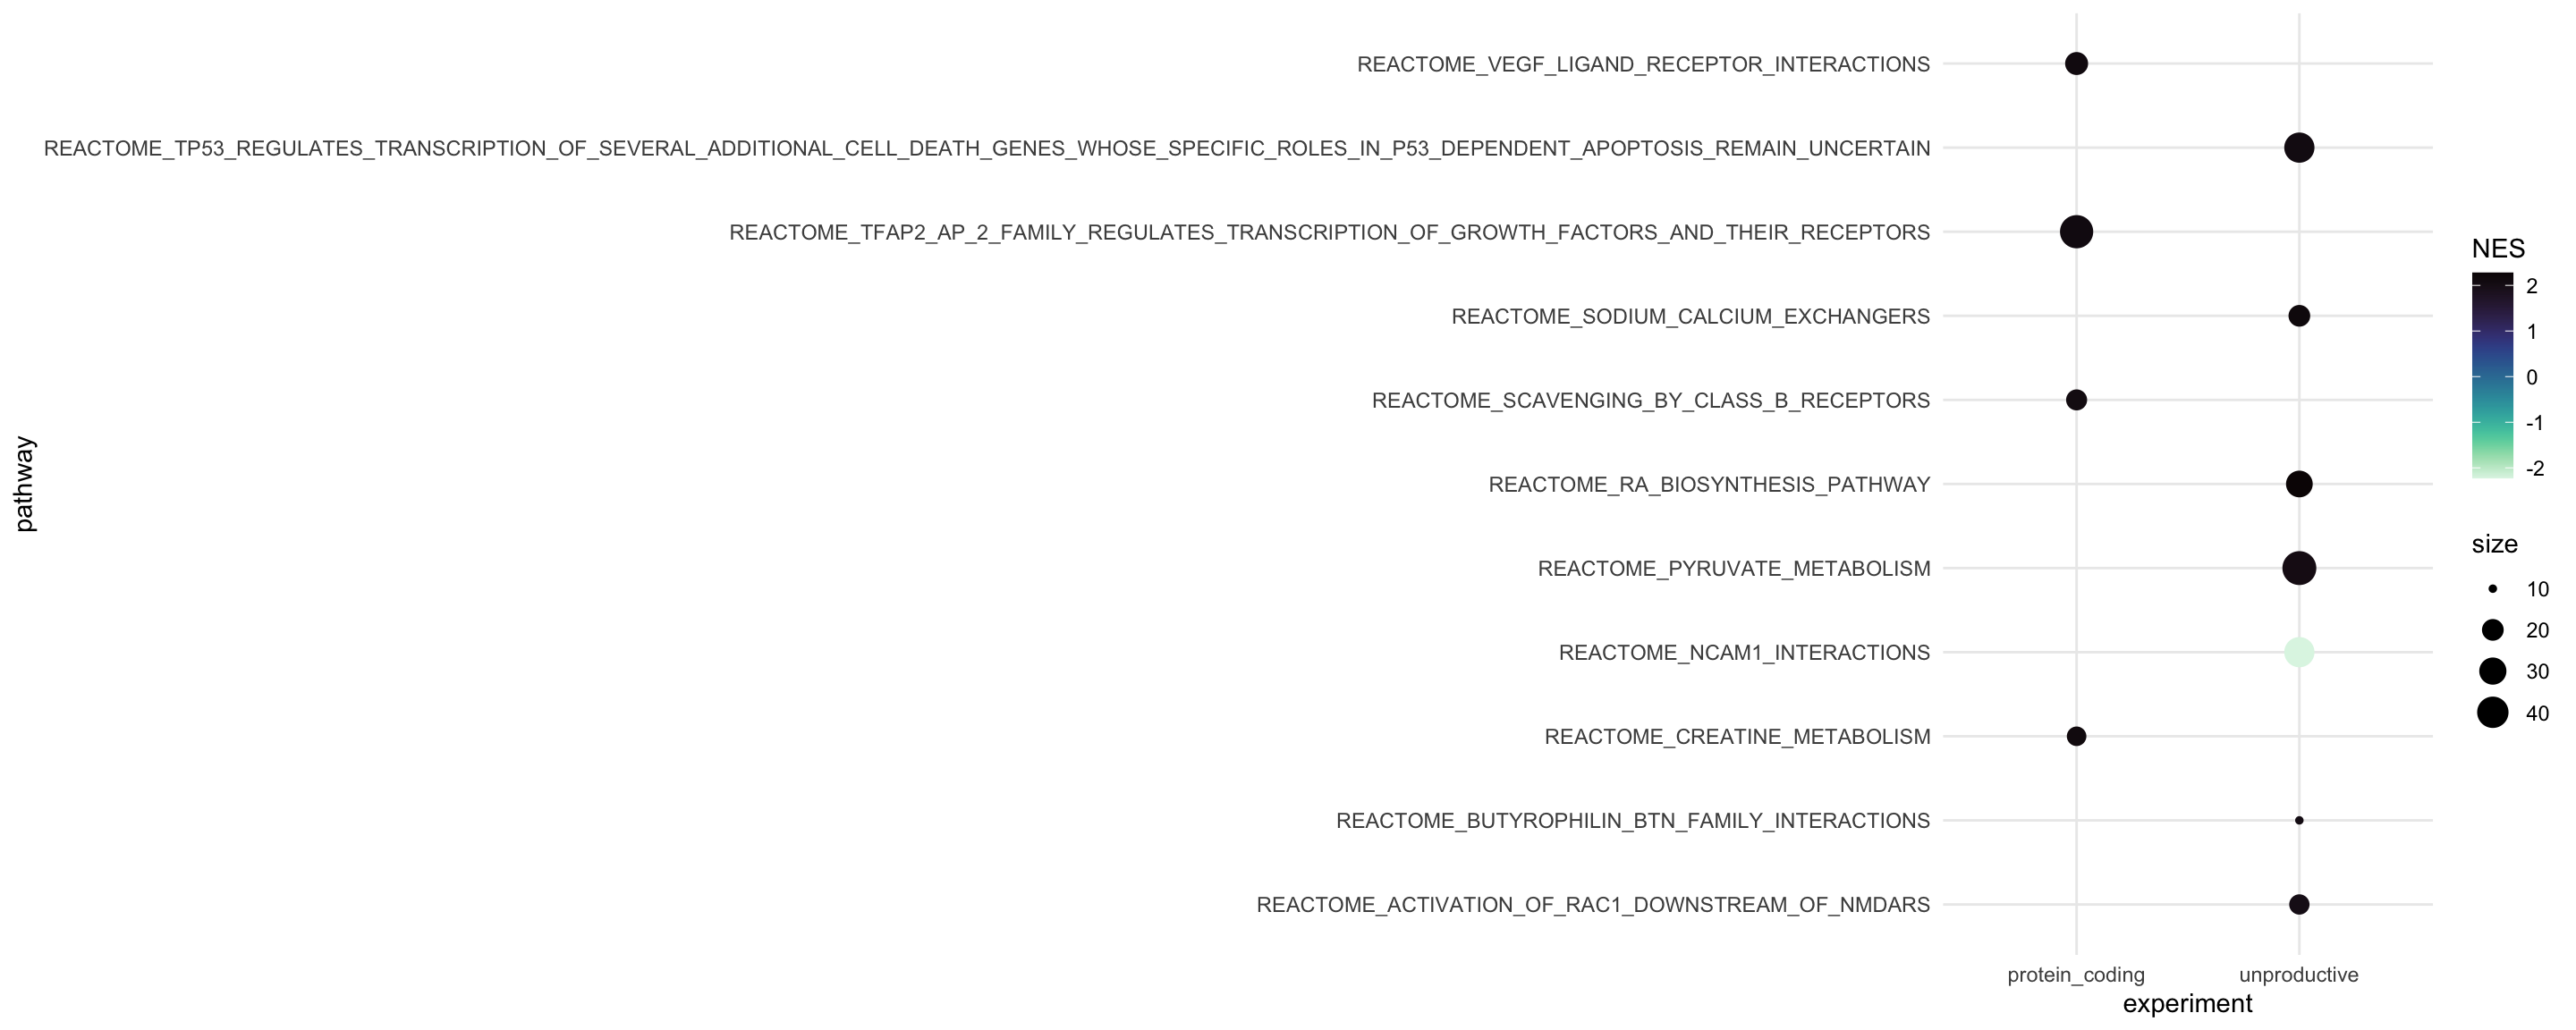 REACTOME_VEGF_LIGAND_RECEPTOR_INTERACTIONS
REACTOME_TP53_REGULATES_TRANSCRIPTION_OF_SEVERAL_ADDITIONAL_CELL_DEATH_GENES_WHOSE_SPECIFIC_ROLES_IN_P53_DEPENDENT_APOPTOSIS_REMAIN_UNCERTAIN
REACTOME_TFAP2_AP_2_FAMILY_REGULATES_TRANSCRIPTION_OF_GROWTH_FACTORS_AND_THEIR_RECEPTORS
REACTOME_SODIUM_CALCIUM_EXCHANGERS
REACTOME_SCAVENGING_BY_CLASS_B_RECEPTORS
REACTOME_RA_BIOSYNTHESIS_PATHWAY
REACTOME_PYRUVATE_METABOLISM
REACTOME_NCAM1_INTERACTIONS
REACTOME_CREATINE_METABOLISM
REACTOME_BUTYROPHILIN_BTN_FAMILY_INTERACTIONS
REACTOME_ACTIVATION_OF_RAC1_DOWNSTREAM_OF_NMDARS
pathway
protein_coding
unproductive
experiment
NES
2
1
0
-1
-2
size
10
20
30
40